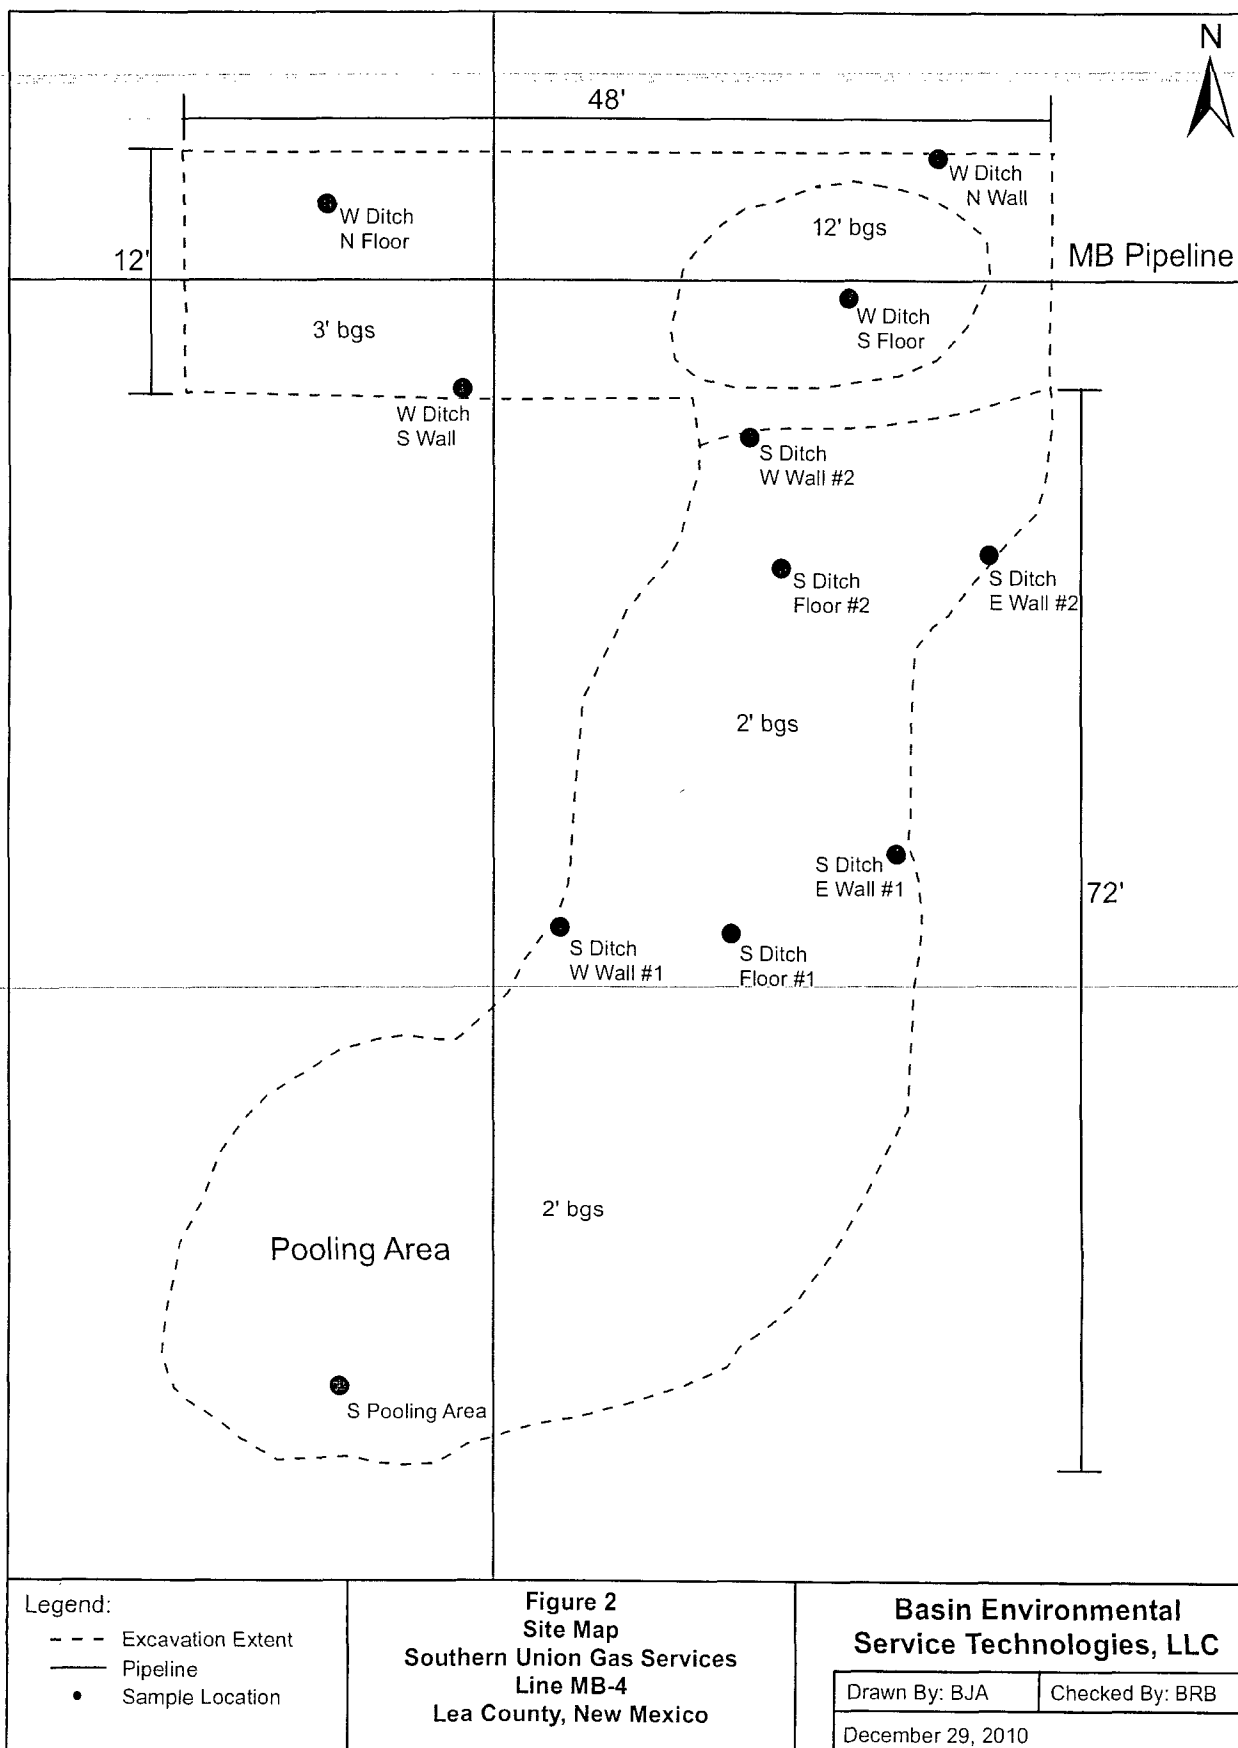 N
48'
W Ditch
N Wall
W Ditch
N Floor
12' bgs
12'
MB Pipeline
W Ditch
S Floor
3' bgs
W Ditch
S Wall
S Ditch
W Wall #2
S Ditch
Floor #2
S Ditch
E Wall #2
2' bgs
S Ditch
E Wall #1
72'
S Ditch
W Wall #1
S Ditch
Floor #1
2' bgs
Pooling Area
S Pooling Area
Legend:
Excavation Extent
Pipeline
Sample Location
Figure 2
Site Map
Southern Union Gas Services
Line MB-4
Lea County, New Mexico
Basin Environmental
Service Technologies, LLC
Drawn By: BJA
Checked By: BRB
December 29, 2010